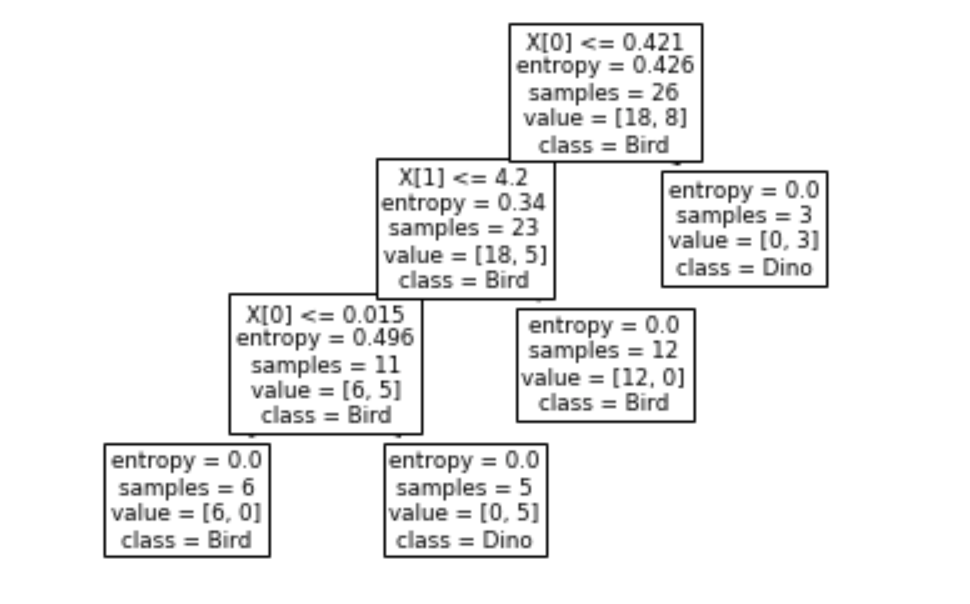 X[0] <= 0.421
entropy = 0.426
samples = 26
value = [18, 8]
class = Bird
X[1] <= 4.2
entropy = 0.34
samples = 23
value = [18, 5]
class = Bird
entropy = 0.0
samples = 3
value = [0, 3]
class = Dino
X[0] <= 0.015
entropy = 0.496
samples = 11
value = [6, 5]
class = Bird
entropy = 0.0
samples = 12
value = [12, 0]
class = Bird
entropy = 0.0
samples = 6
value = [6, 0]
class = Bird
entropy = 0.0
samples = 5
value = [0, 5]
class = Dino